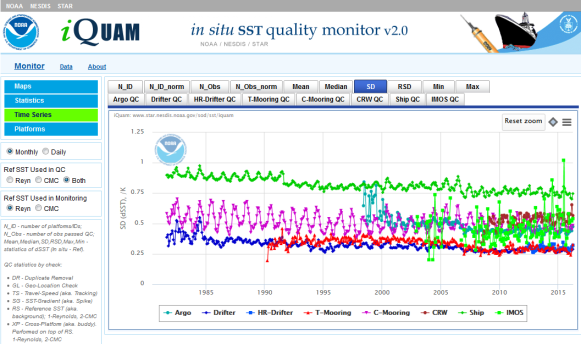 NOAA NESDIS STAR
iQUAM
in situ SST quality monitor v2.0
NOAA / NESDIS / STAR
Monitor Data About
Maps
Statistics
Time Series
Platforms
Monthly Daily
Ref SST Used in QC
Reyn CMC Both
Ref SST Used in Monitoring
Reyn CMC
N_ID - number of platforms/IDs;
N_Obs - number of obs passed QC,
Mean,Median,SD,RSD,Max,Min -
statistics of dSST (in situ - Ref)
QC statistics by check:
DR - Duplicate Removal
GL - Geo-Location Check
TS - Travel-Speed (aka. Tracking)
SG - SST-Gradient (aka. Spike)
RS - Reference SST (aka.
background); 1-Reynolds, 2-CMC
XP - Cross-Platform (aka. buddy).
Performed on top of RS.
1-Reynolds, 2-CMC
N_ID N_ID_norm N_Obs N_Obs_norm Mean Median SD RSD Min Max
Argo QC Drifter QC HR-Drifter QC T-Mooring QC C-Mooring QC CRW QC Ship QC IMOS QC
iQuam: www.star.nesdis.noaa.gov/sod/sst/iquam
Reset zoom
SD (dSST), /K
1.25
1
0.75
0.5
0.25
0
1985 1990 1995 2000 2005 2010 2015
Argo Drifter HR-Drifter T-Mooring C-Mooring CRW Ship IMOS